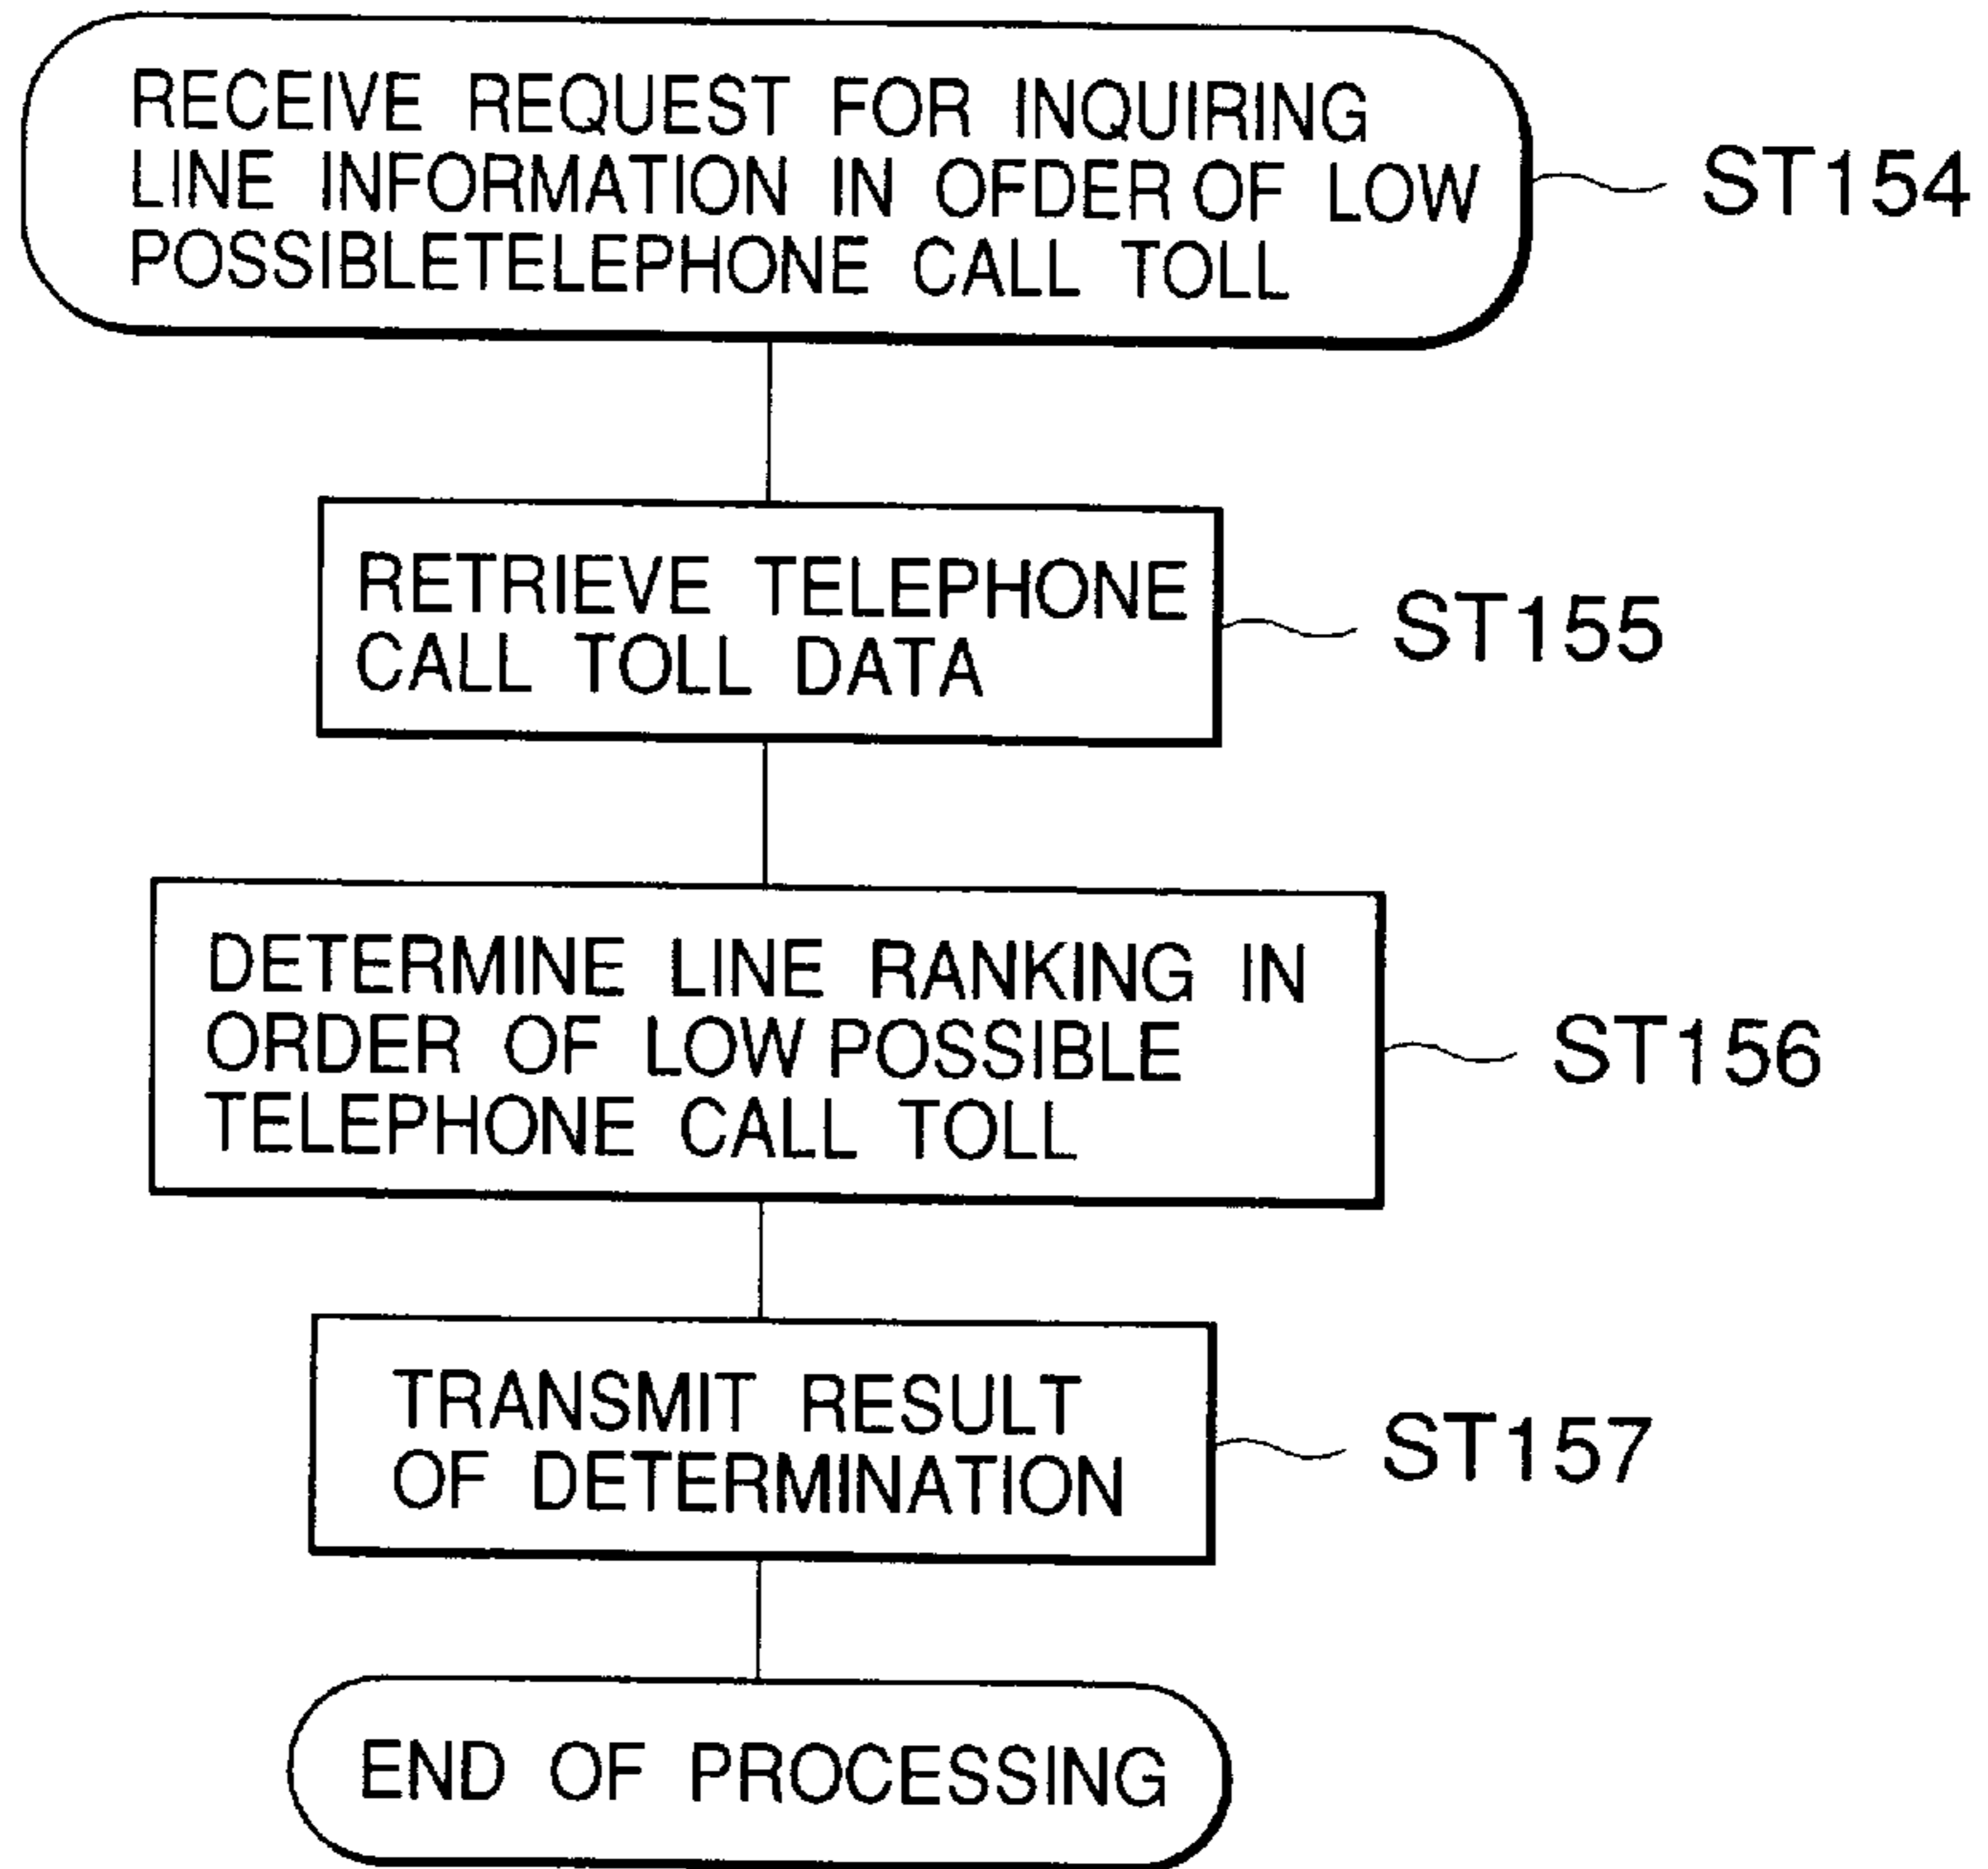 RECEIVE REQUEST FOR INQUIRING
LINE INFORMATION IN OFDER OF LOW
POSSIBLETELEPHONE CALL TOLL
ST154
RETRIEVE TELEPHONE
CALL TOLL DATA
ST155
DETERMINE LINE RANKING IN
ORDER OF LOW POSSIBLE
TELEPHONE CALL TOLL
ST156
TRANSMIT RESULT
OF DETERMINATION
ST157
END OF PROCESSING